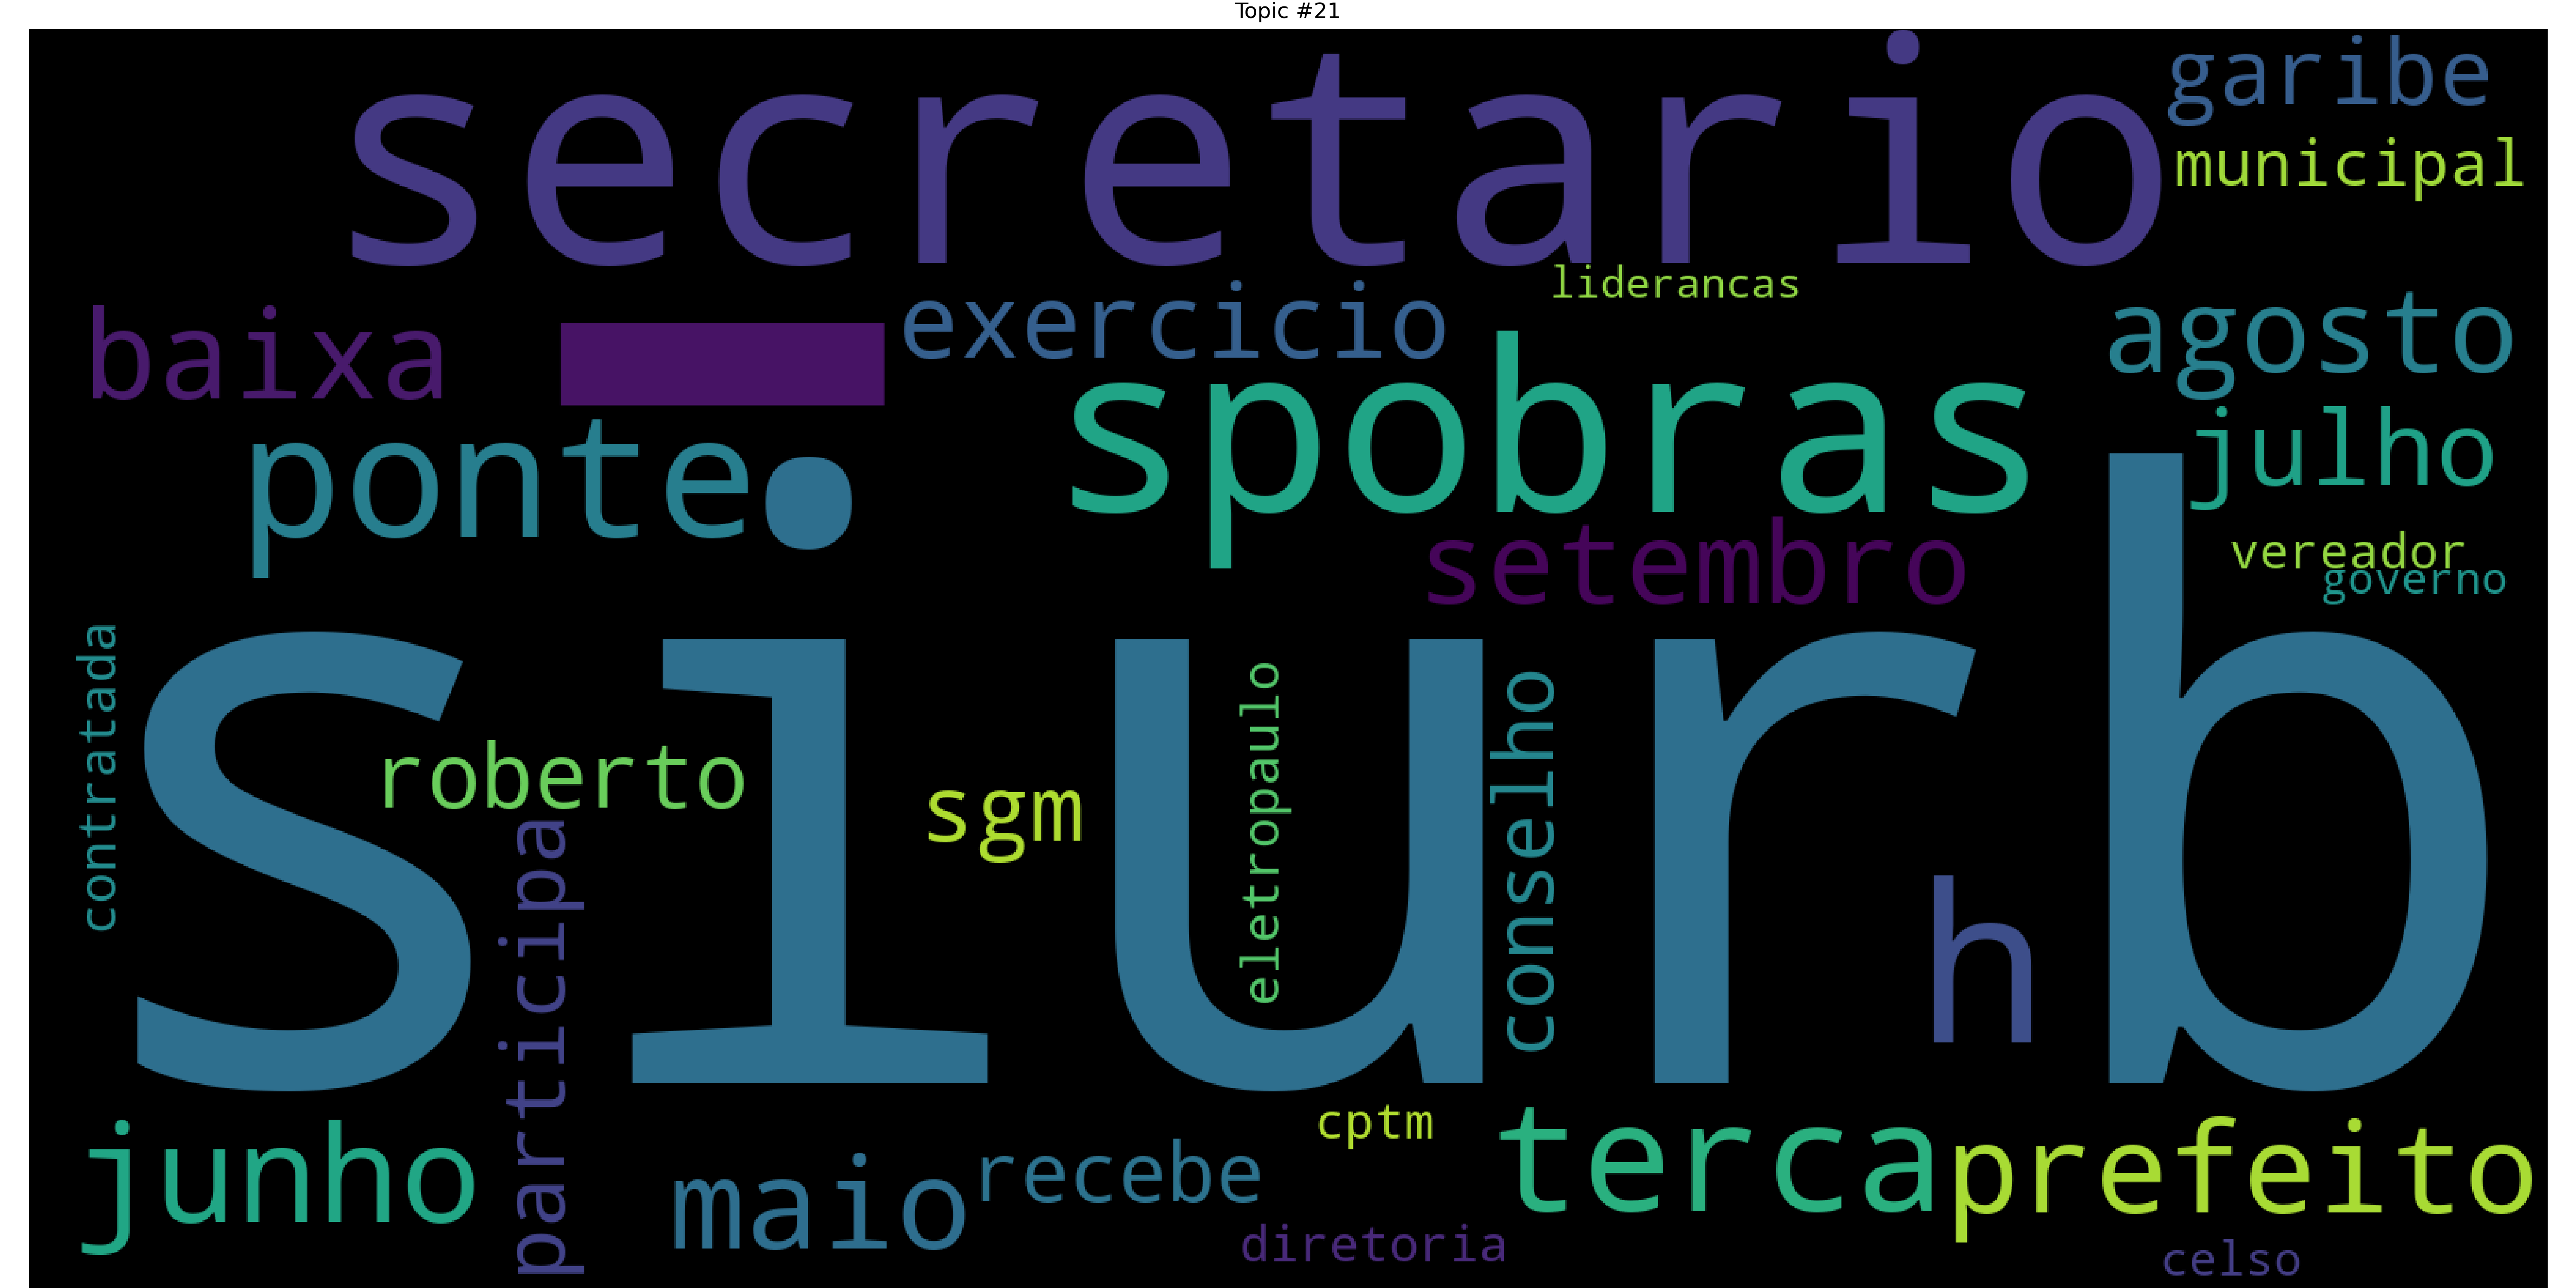 Topic #21
secretario
garibe
municipal
liderancas
baixa
–
exercicio
agosto
spobras
ponte
julho
setembro
vereador
governo
siurb
contratada
roberto
participa
sgm
eletropaulo
conselho
h
junho
maio
recebe
cptm
terca
prefeito
diretoria
celso